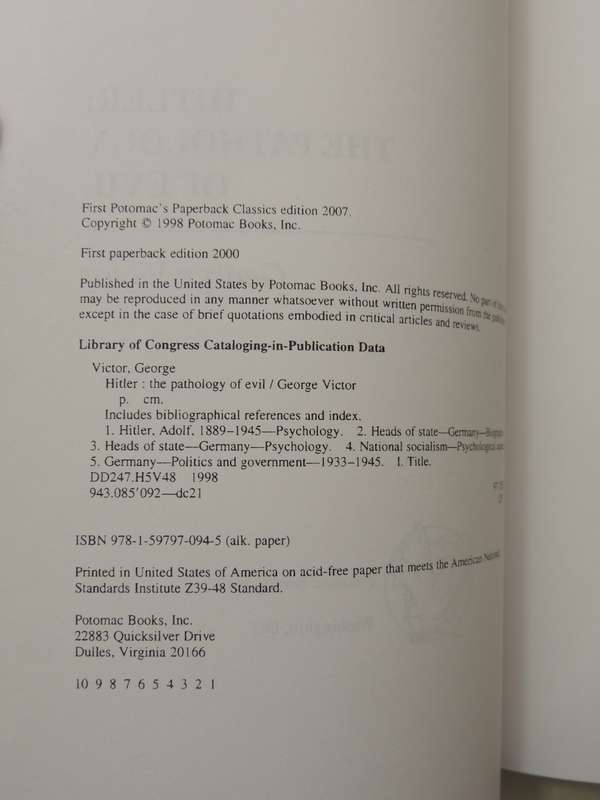 First Potomac's Paperback Classics edition 2007.
Copyright © 1998 Potomac Books, Inc.
First paperback edition 2000
Published in the United States by Potomac Books, Inc. All rights reserved. No part of
may be reproduced in any manner whatsoever without written permission from the
except in the case of brief quotations embodied in critical articles and reviews.
Library of Congress Cataloging-in-Publication Data
Victor, George
Hitler : the pathology of evil / George Victor
p. cm.
Includes bibliographical references and index.
1. Hitler, Adolf, 1889–1945—Psychology. 2. Heads of state—Germany—
3. Heads of state—Germany—Psychology. 4. National socialism—Psychological
5. Germany—Politics and government—1933–1945. I. Title.
DD247.H5V48 1998
943.085'092—dc21
ISBN 978-1-59797-094-5 (alk. paper)
Printed in United States of America on acid-free paper that meets the American National
Standards Institute Z39-48 Standard.
Potomac Books, Inc.
22883 Quicksilver Drive
Dulles, Virginia 20166
10 9 8 7 6 5 4 3 2 1